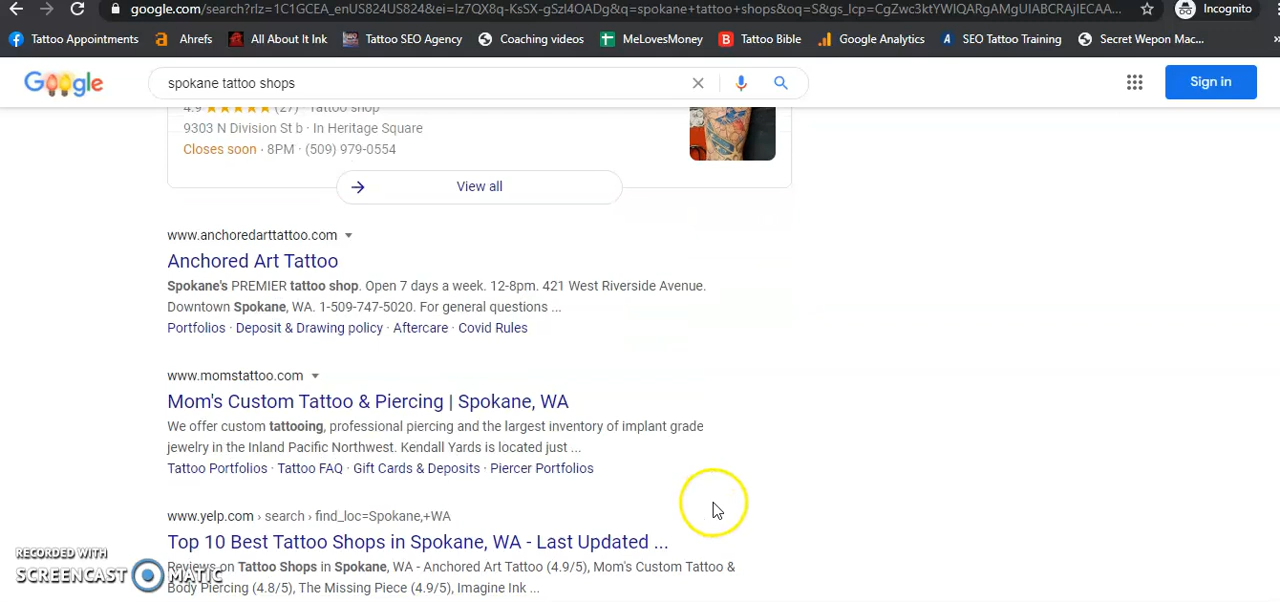 google.com/search?rlz=1C1GCEA_enUS824US824&ei=lz7QX8q-KsSX-gSzl4OADg&q=spokane+tattoo+shops&oq=S&gs_lcp=CgZwc3ktYWIQARgAMgUIABCRAjIECAA...
Incognito
Tattoo Appointments Ahrefs All About It Ink Tattoo SEO Agency Coaching videos MeLovesMoney Tattoo Bible Google Analytics SEO Tattoo Training Secret Wepon Mac... »
Google spokane tattoo shops Sign in
4.9 (27) · Tattoo shop
9303 N Division St b · In Heritage Square
Closes soon · 8PM · (509) 979-0554
View all
www.anchoredarttattoo.com
Anchored Art Tattoo
Spokane's PREMIER tattoo shop. Open 7 days a week. 12-8pm. 421 West Riverside Avenue.
Downtown Spokane, WA. 1-509-747-5020. For general questions ...
Portfolios · Deposit & Drawing policy · Aftercare · Covid Rules
www.momstattoo.com
Mom's Custom Tattoo & Piercing | Spokane, WA
We offer custom tattooing, professional piercing and the largest inventory of implant grade
jewelry in the Inland Pacific Northwest. Kendall Yards is located just ...
Tattoo Portfolios · Tattoo FAQ · Gift Cards & Deposits · Piercer Portfolios
www.yelp.com › search › find_loc=Spokane,+WA
Top 10 Best Tattoo Shops in Spokane, WA - Last Updated ...
Reviews on Tattoo Shops in Spokane, WA - Anchored Art Tattoo (4.9/5), Mom's Custom Tattoo &
Body Piercing (4.8/5), The Missing Piece (4.9/5), Imagine Ink ...
RECORDED WITH
SCREENCAST MATIC